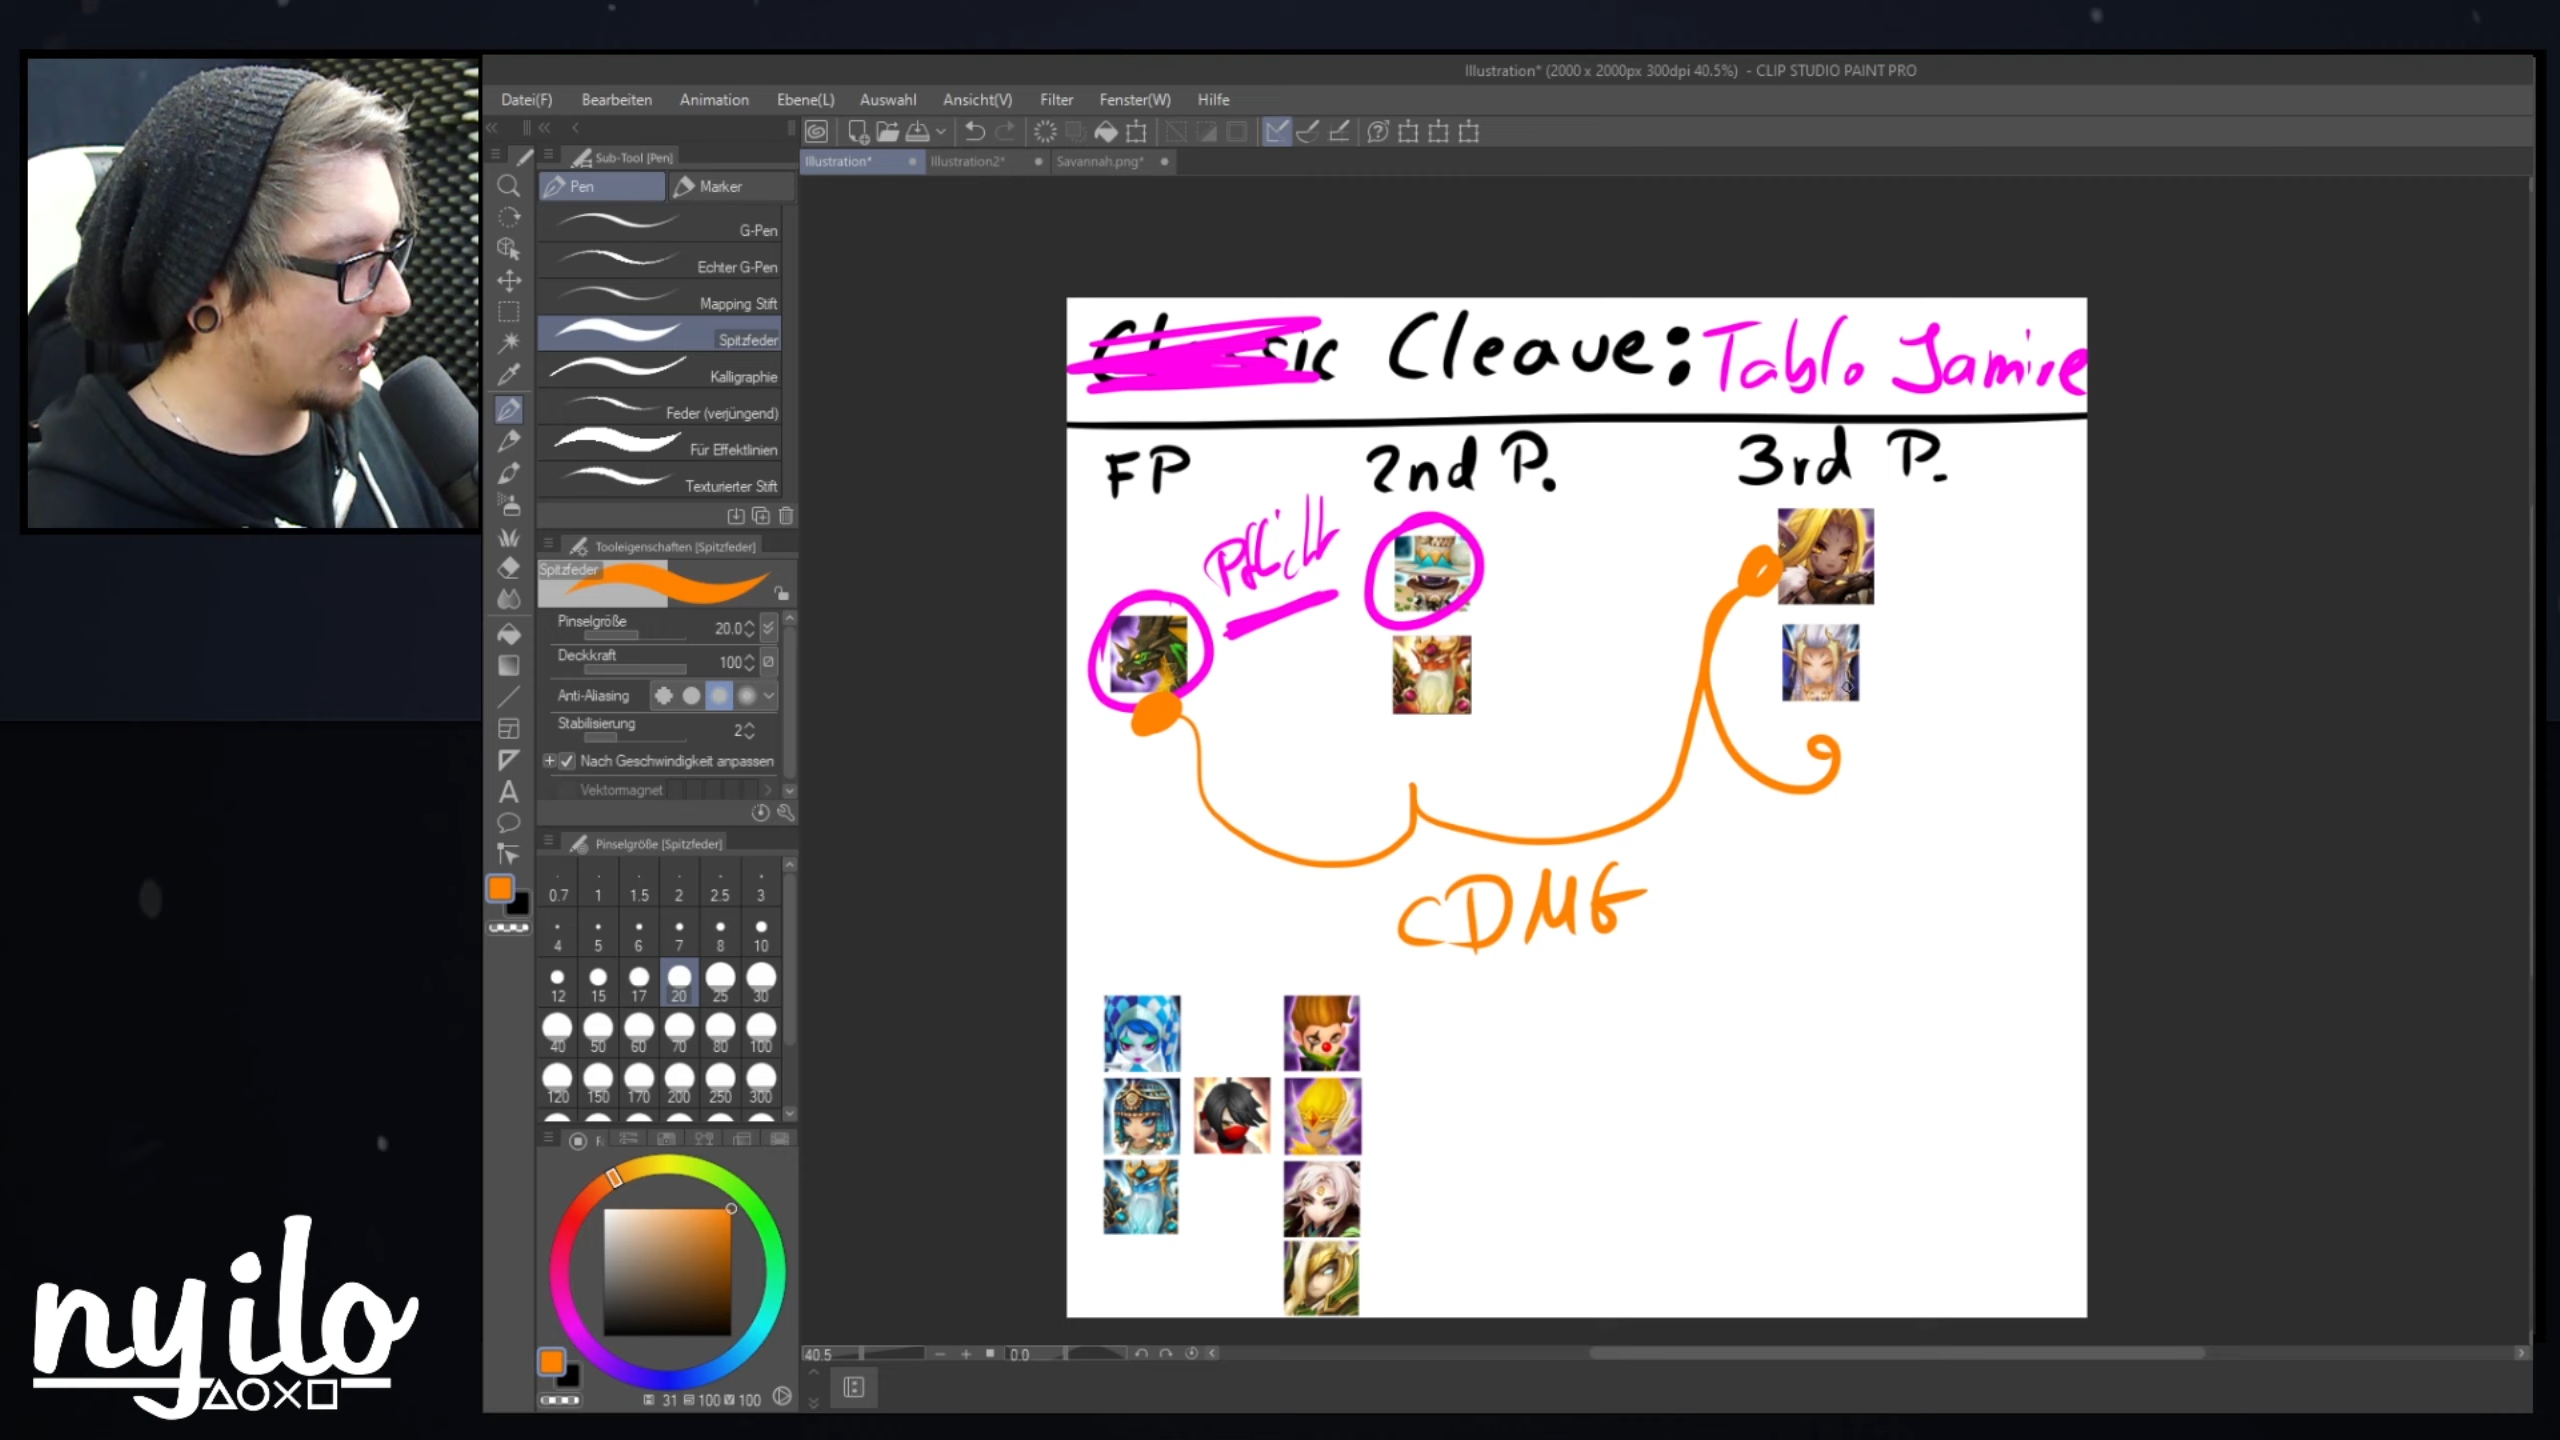 Illustration* (2000 x 2000px 300dpi 40.5%) - CLIP STUDIO PAINT PRO
Datei(F) Bearbeiten Animation Ebene(L) Auswahl Ansicht(V) Filter Fenster(W) Hilfe
Sub-Tool [Pen]
Illustration* Illustration2* Savannah.png*
Pen Marker
G-Pen
Echter G-Pen
Mapping Stift
Spitzfeder
Kalligraphie
Feder (verjüngend)
Für Effektlinien
Texturierter Stift
Tooleigenschaften [Spitzfeder]
Spitzfeder
Pinselgröße 20.0
Deckkraft 100
Anti-Aliasing
Stabilisierung 2
Nach Geschwindigkeit anpassen
Vektormagnet
Pinselgröße [Spitzfeder]
0.7 1 1.5 2 2.5 3
4 5 6 7 8 10
12 15 17 20 25 30
40 50 60 70 80 100
120 150 170 200 250 300
31 100 100
Classic Cleave: Tablo Jamire
FP 2nd P. 3rd P.
CDMG
40.5 0.0
nyilo